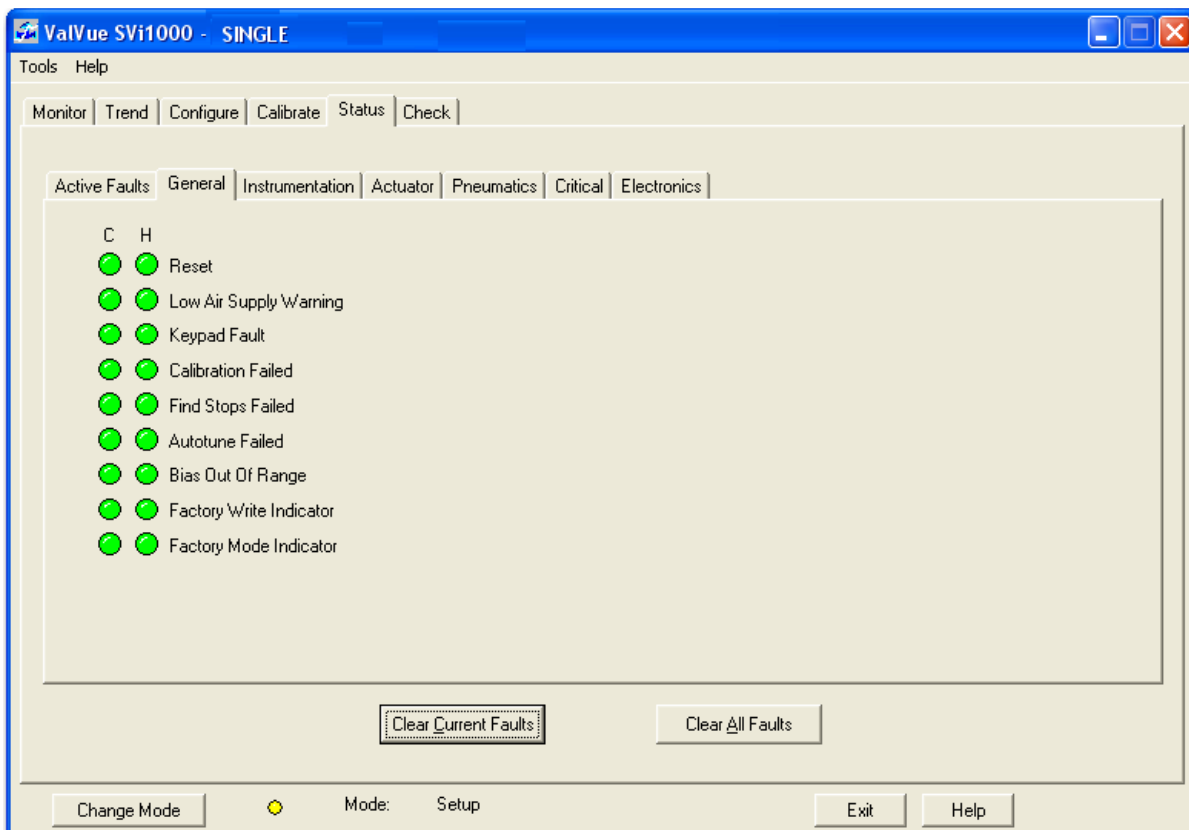 ValVue SVi1000 - SINGLE
Tools Help
Monitor Trend Configure Calibrate Status Check
Active Faults General Instrumentation Actuator Pneumatics Critical Electronics
C H
Reset
Low Air Supply Warning
Keypad Fault
Calibration Failed
Find Stops Failed
Autotune Failed
Bias Out Of Range
Factory Write Indicator
Factory Mode Indicator
Clear Current Faults Clear All Faults
Change Mode Mode: Setup Exit Help